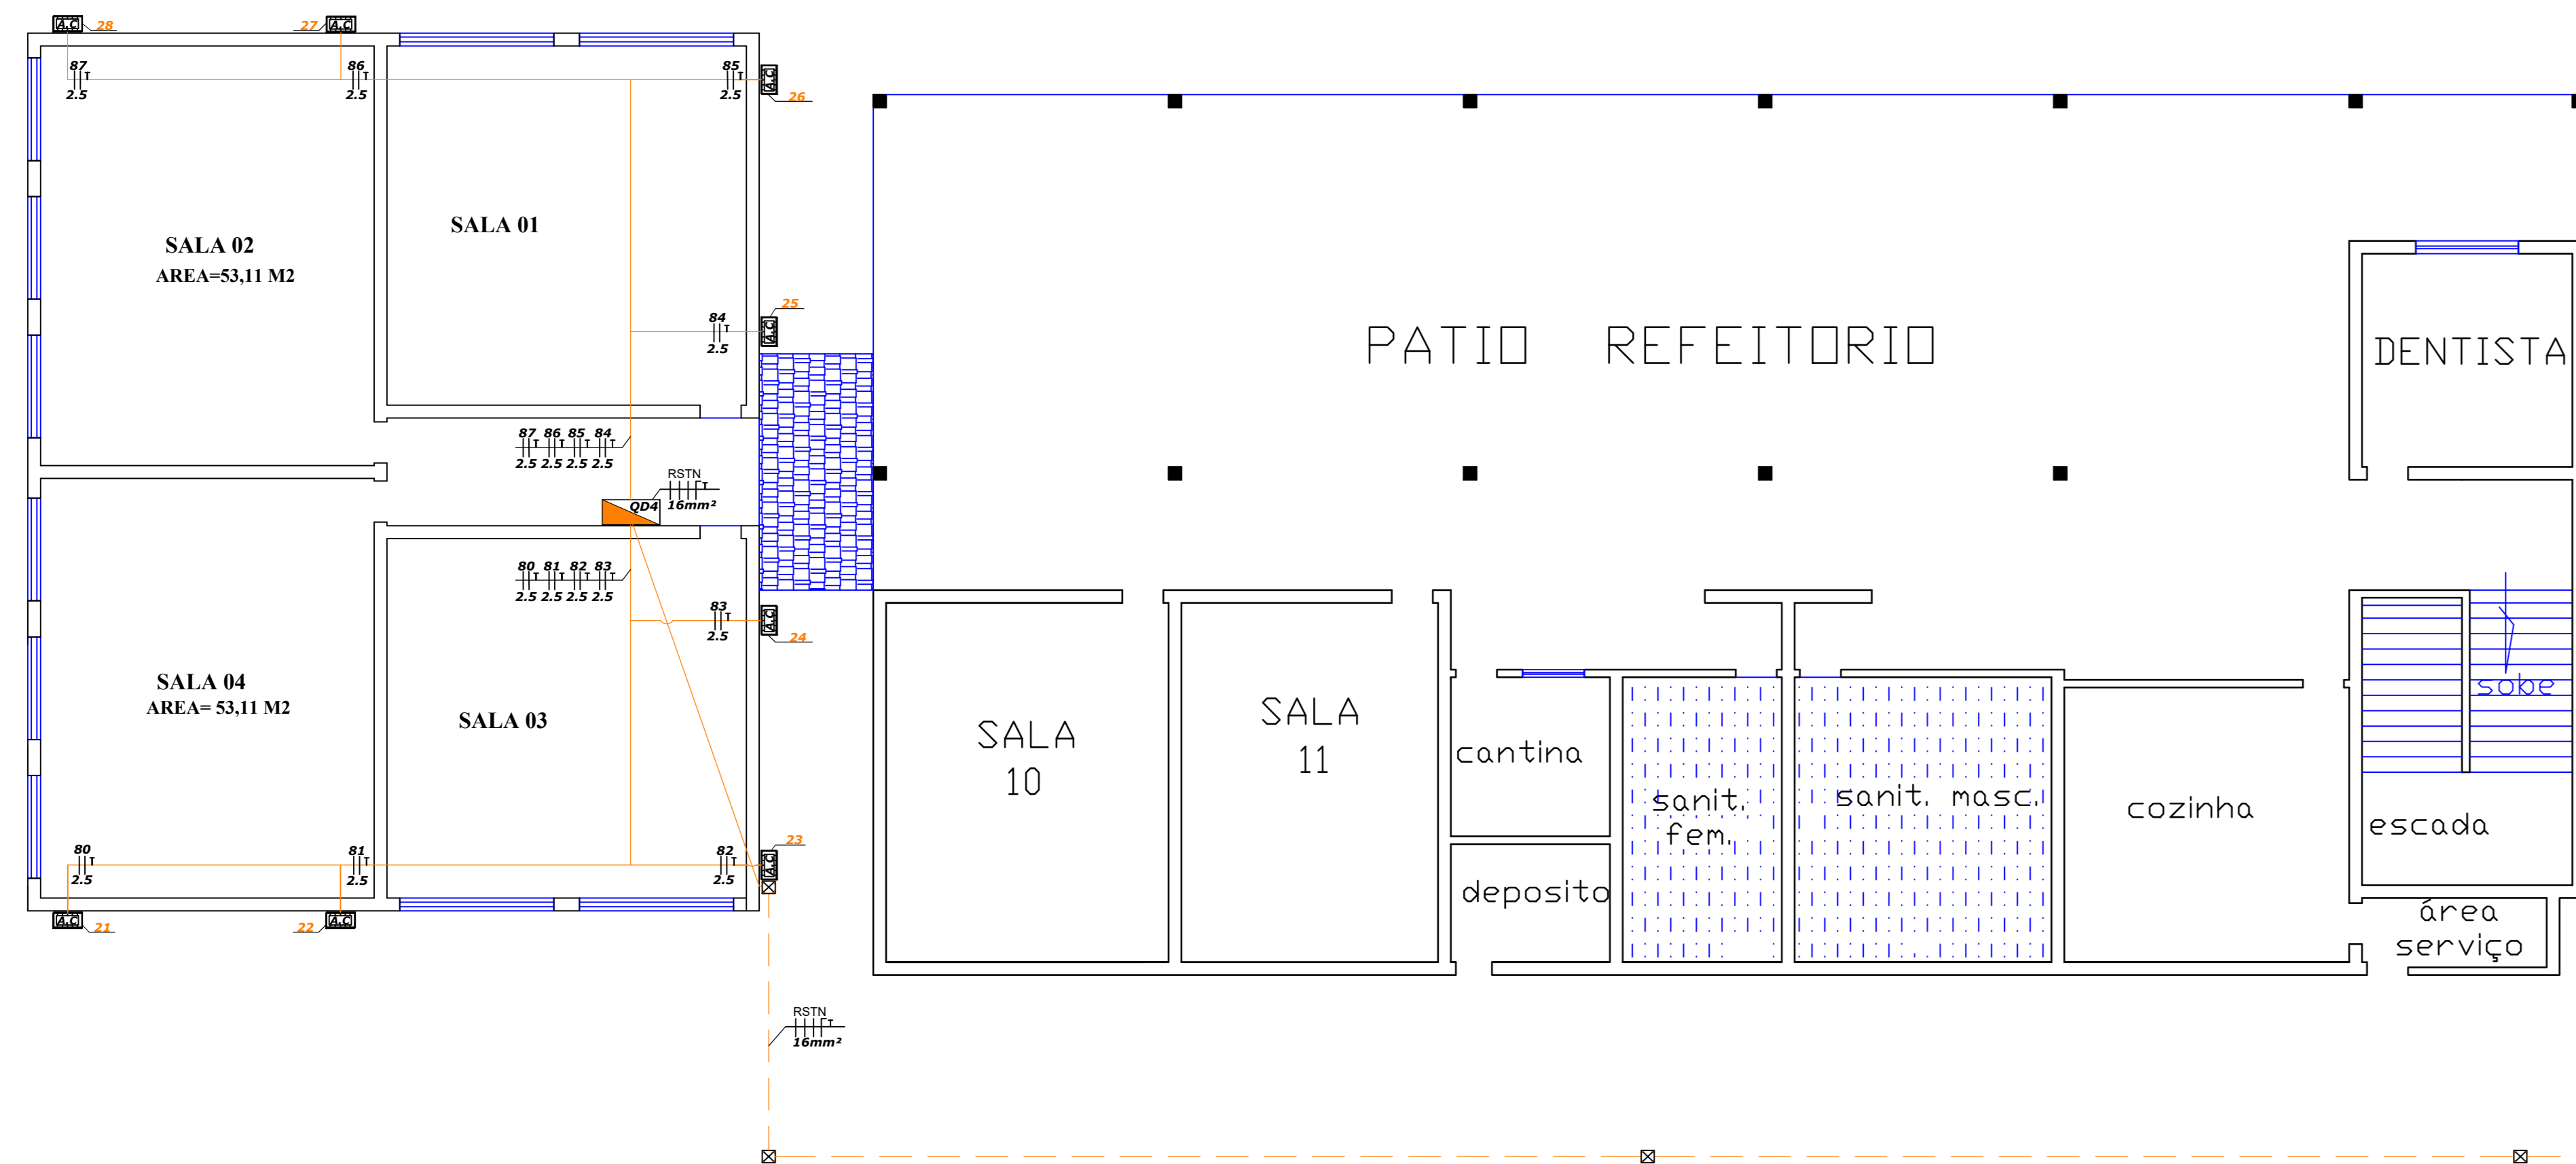 A.C 28
27 A.C
87 T
2.5
86 T
2.5
85 T
2.5
A.C
26
SALA 01
SALA 02
AREA=53,11 M2
25
A.C
84 T
2.5
PATIO REFEITORIO
DENTISTA
87 T 86 T 85 T 84 T
2.5 2.5 2.5 2.5
RSTN
T
16mm²
QD4
80 T 81 T 82 T 83 T
2.5 2.5 2.5 2.5
83 T
2.5
A.C
24
SALA 04
AREA= 53,11 M2
SALA 03
SALA
10
SALA
11
cantina
sanit.
fem.
sanit. masc.
cozinha
sobe
escada
deposito
área
serviço
80 T
2.5
81 T
2.5
82 T
2.5
23
A.C
A.C 21
22 A.C
RSTN
T
16mm²